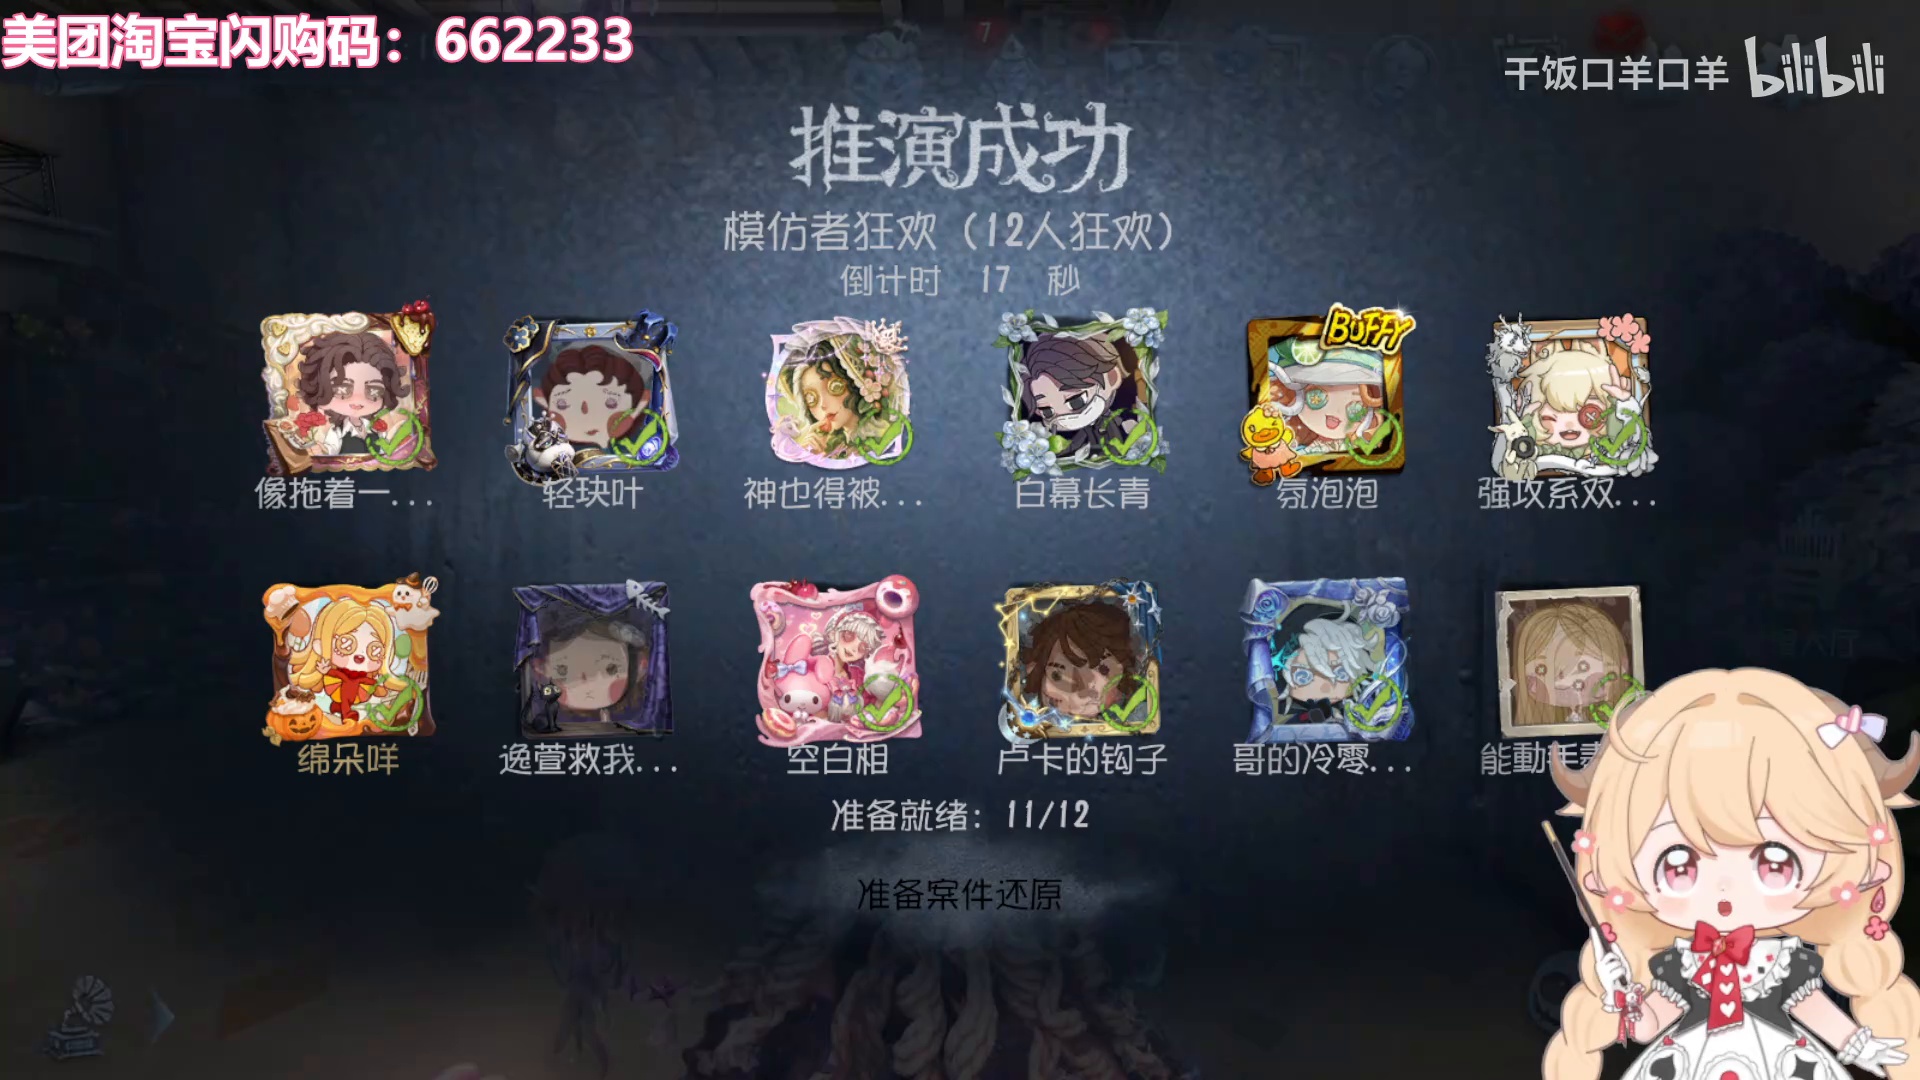 美团淘宝闪购码：662233
干饭口羊口羊 bilibili
推演成功
模仿者狂欢（12人狂欢）
倒计时 17 秒
BUFFY
像拖着一... 轻玦叶 神也得被... 白幕长青 氛泡泡 强攻系双...
绵朵咩 逸萱救我... 空白相 卢卡的钩子 哥的冷零... 能動
准备就绪：11/12
准备案件还原